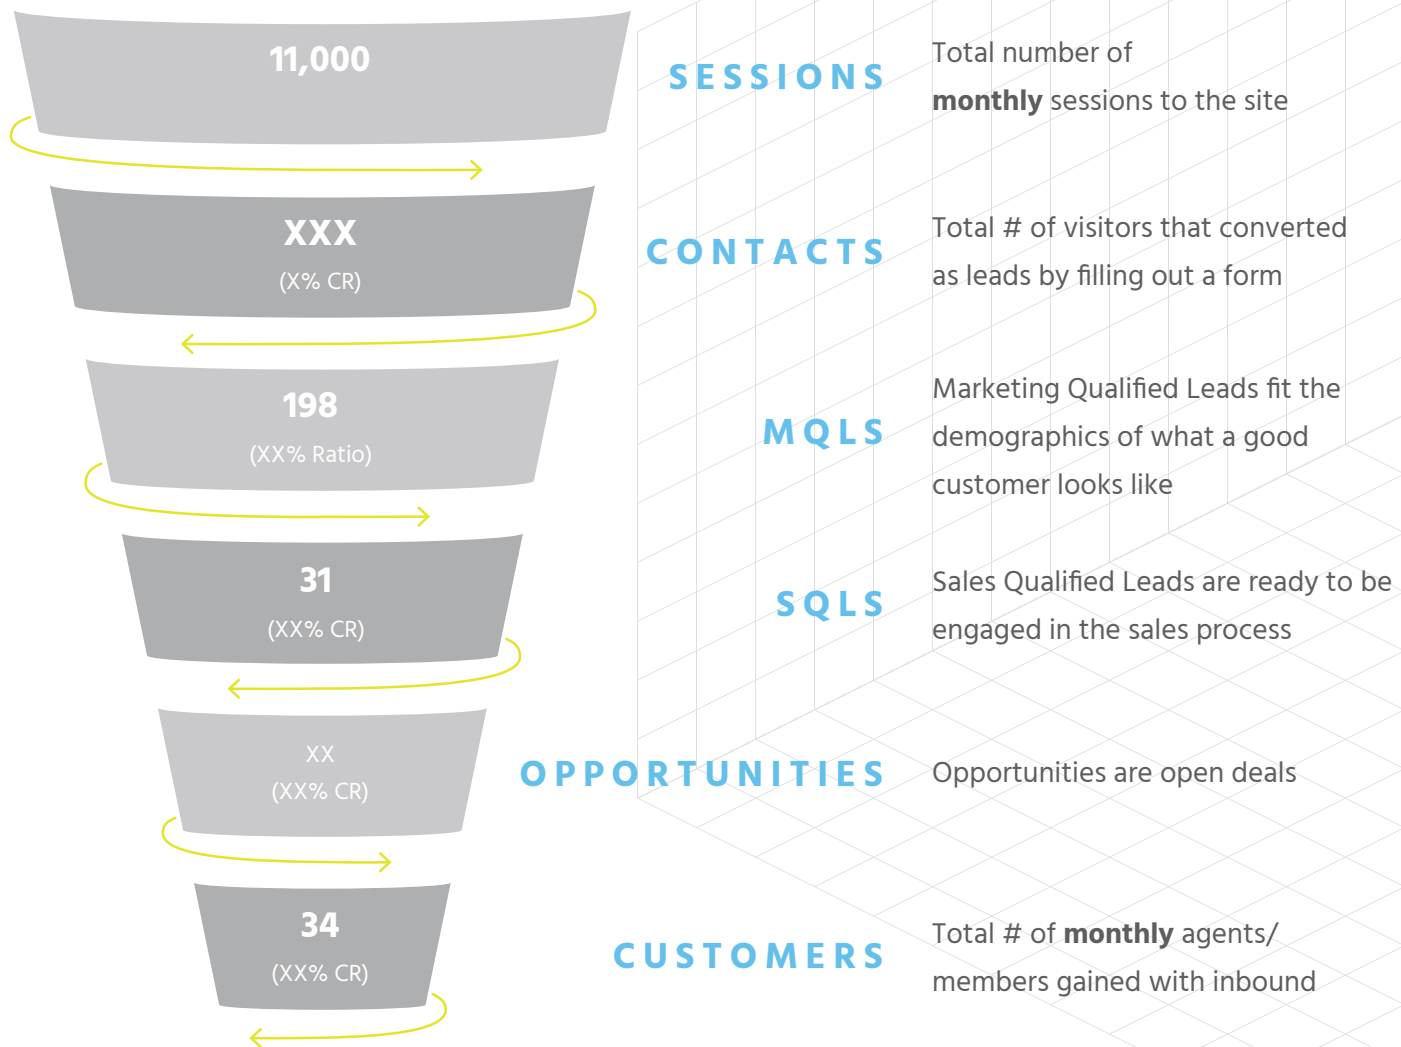 11,000
SESSIONS
Total number of
monthly sessions to the site
XXX
(X% CR)
CONTACTS
Total # of visitors that converted
as leads by filling out a form
198
(XX% Ratio)
MQLS
Marketing Qualified Leads fit the
demographics of what a good
customer looks like
31
(XX% CR)
SQLS
Sales Qualified Leads are ready to be
engaged in the sales process
XX
(XX% CR)
OPPORTUNITIES
Opportunities are open deals
34
(XX% CR)
CUSTOMERS
Total # of monthly agents/
members gained with inbound